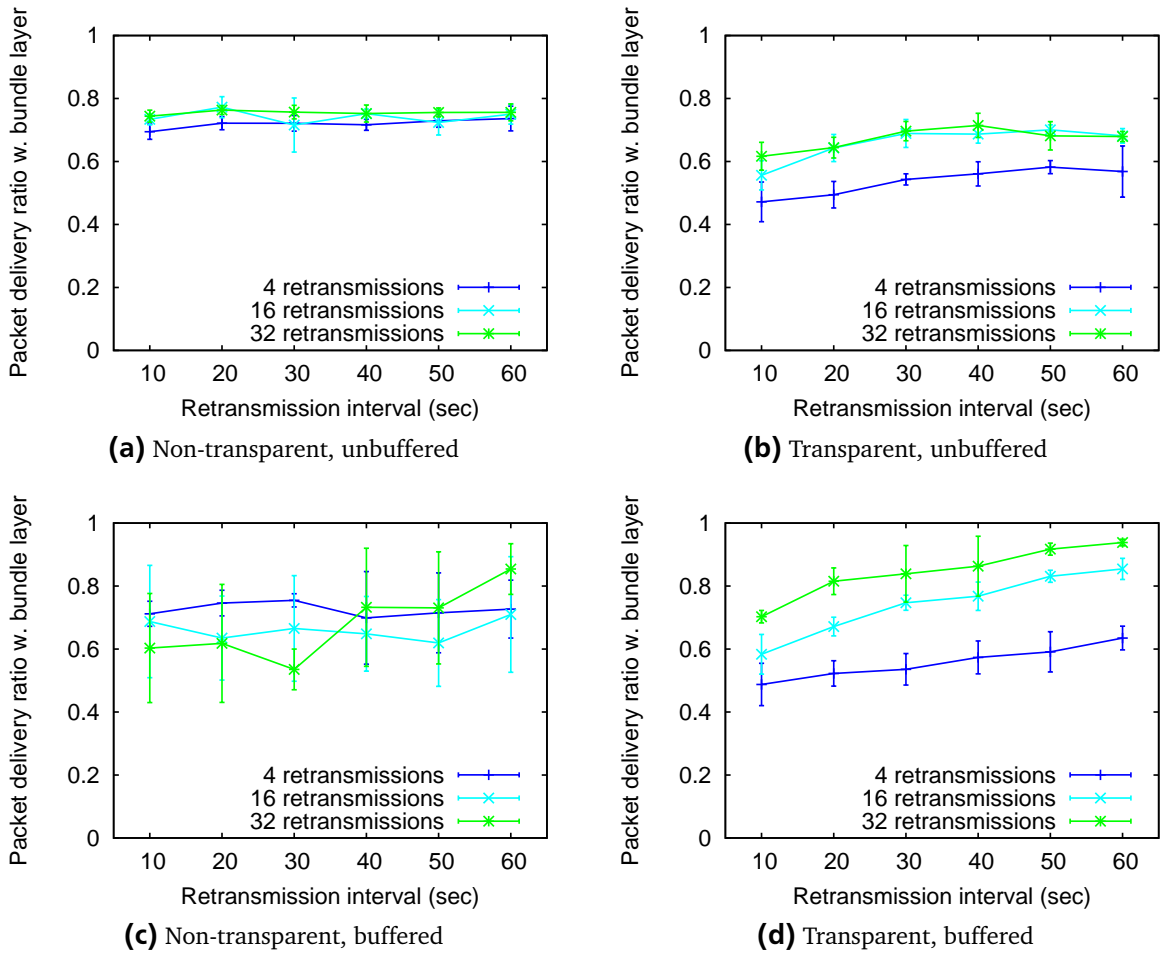 Packet delivery ratio w. bundle layer
1
0.8
0.6
0.4
0.2
0
4 retransmissions
16 retransmissions
32 retransmissions
10 20 30 40 50 60
Retransmission interval (sec)
(a) Non-transparent, unbuffered
Packet delivery ratio w. bundle layer
1
0.8
0.6
0.4
0.2
0
4 retransmissions
16 retransmissions
32 retransmissions
10 20 30 40 50 60
Retransmission interval (sec)
(b) Transparent, unbuffered
Packet delivery ratio w. bundle layer
1
0.8
0.6
0.4
0.2
0
4 retransmissions
16 retransmissions
32 retransmissions
10 20 30 40 50 60
Retransmission interval (sec)
(c) Non-transparent, buffered
Packet delivery ratio w. bundle layer
1
0.8
0.6
0.4
0.2
0
4 retransmissions
16 retransmissions
32 retransmissions
10 20 30 40 50 60
Retransmission interval (sec)
(d) Transparent, buffered